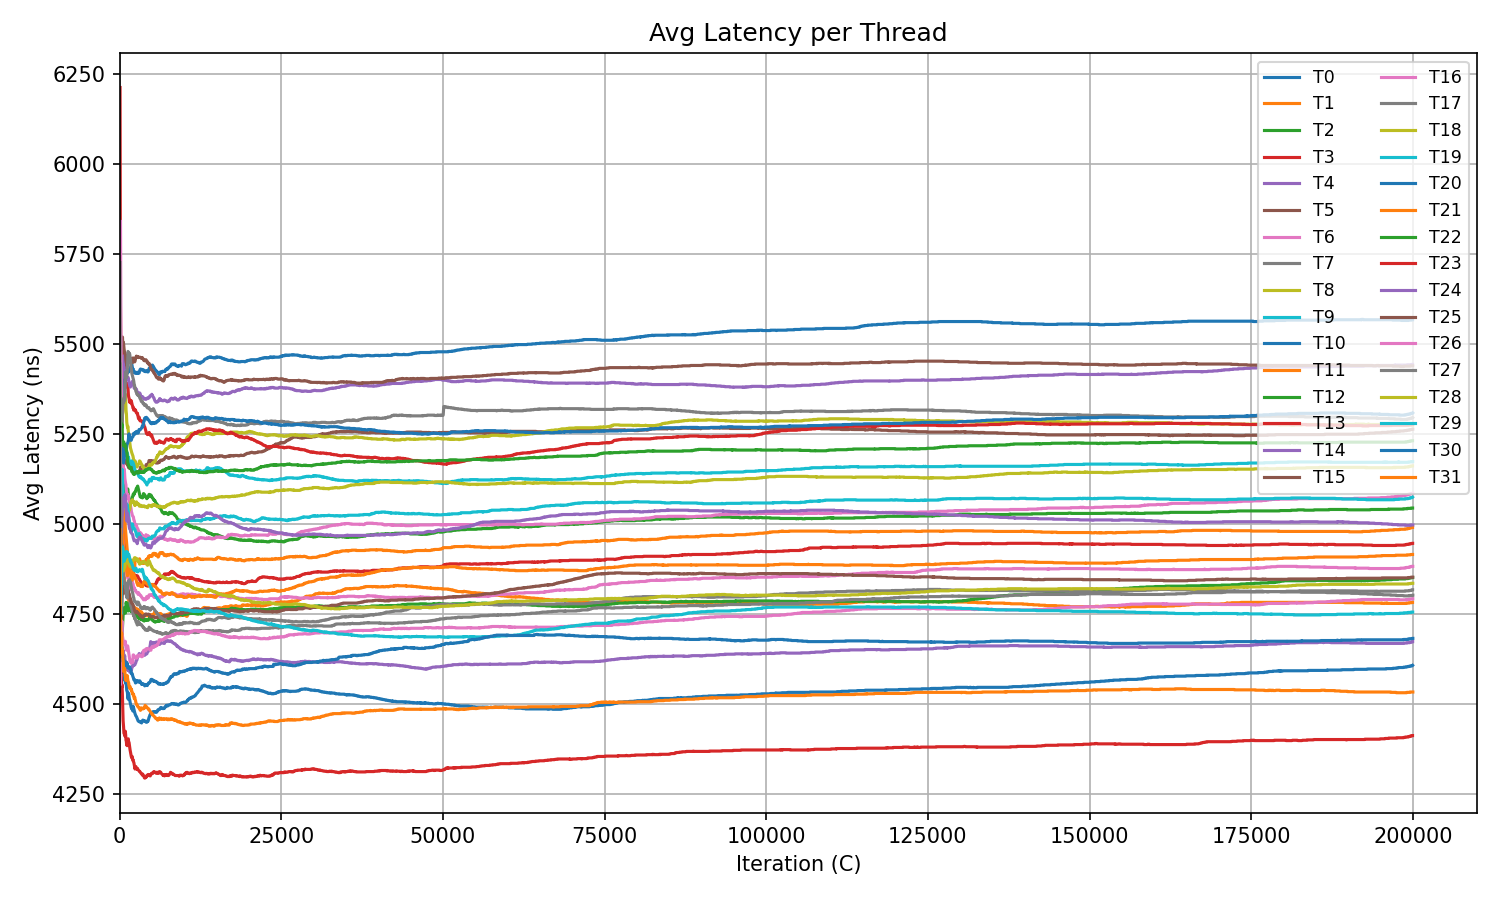 Avg Latency per Thread
Avg Latency (ns)
6250
6000
5750
5500
5250
5000
4750
4500
4250
0
25000
50000
75000
100000
125000
150000
175000
200000
Iteration (C)
T0
T1
T2
T3
T4
T5
T6
T7
T8
T9
T10
T11
T12
T13
T14
T15
T16
T17
T18
T19
T20
T21
T22
T23
T24
T25
T26
T27
T28
T29
T30
T31